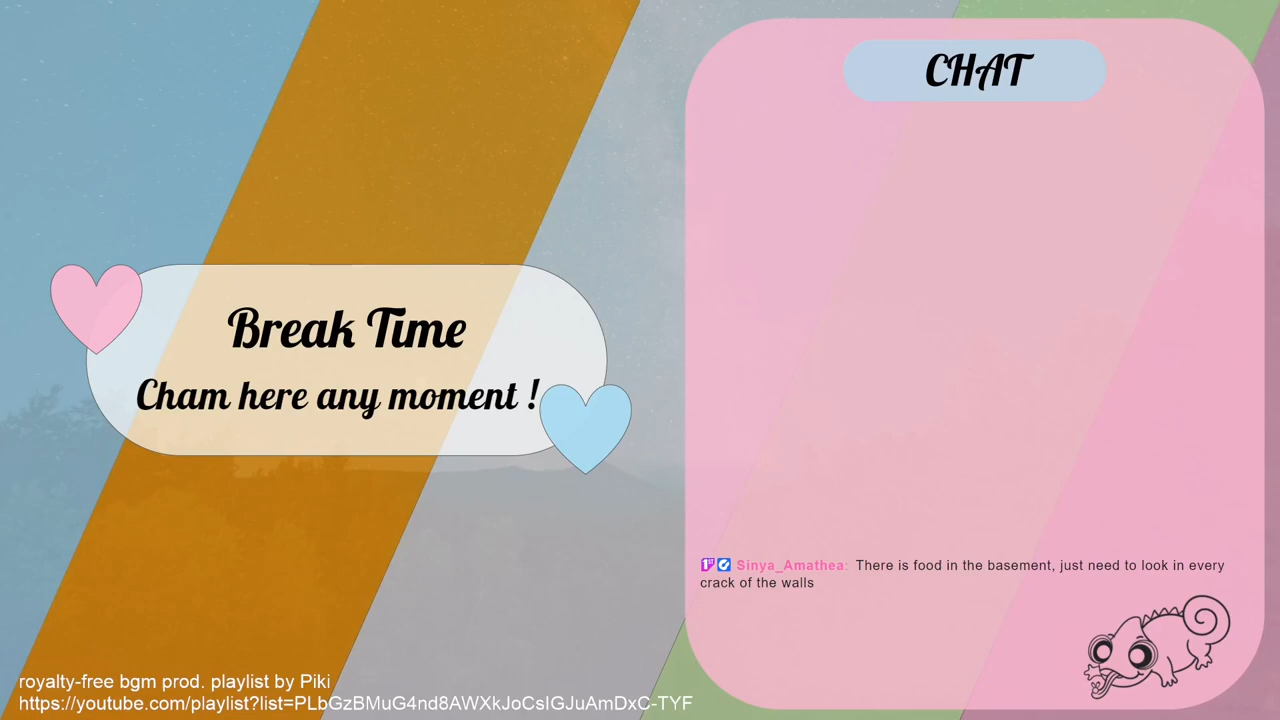 CHAT
Break Time
Cham here any moment !
Sinya_Amathea: There is food in the basement, just need to look in every
crack of the walls
royalty-free bgm prod. playlist by Piki
https://youtube.com/playlist?list=PLbGzBMuG4nd8AWXkJoCsIGJuAmDxC-TYF